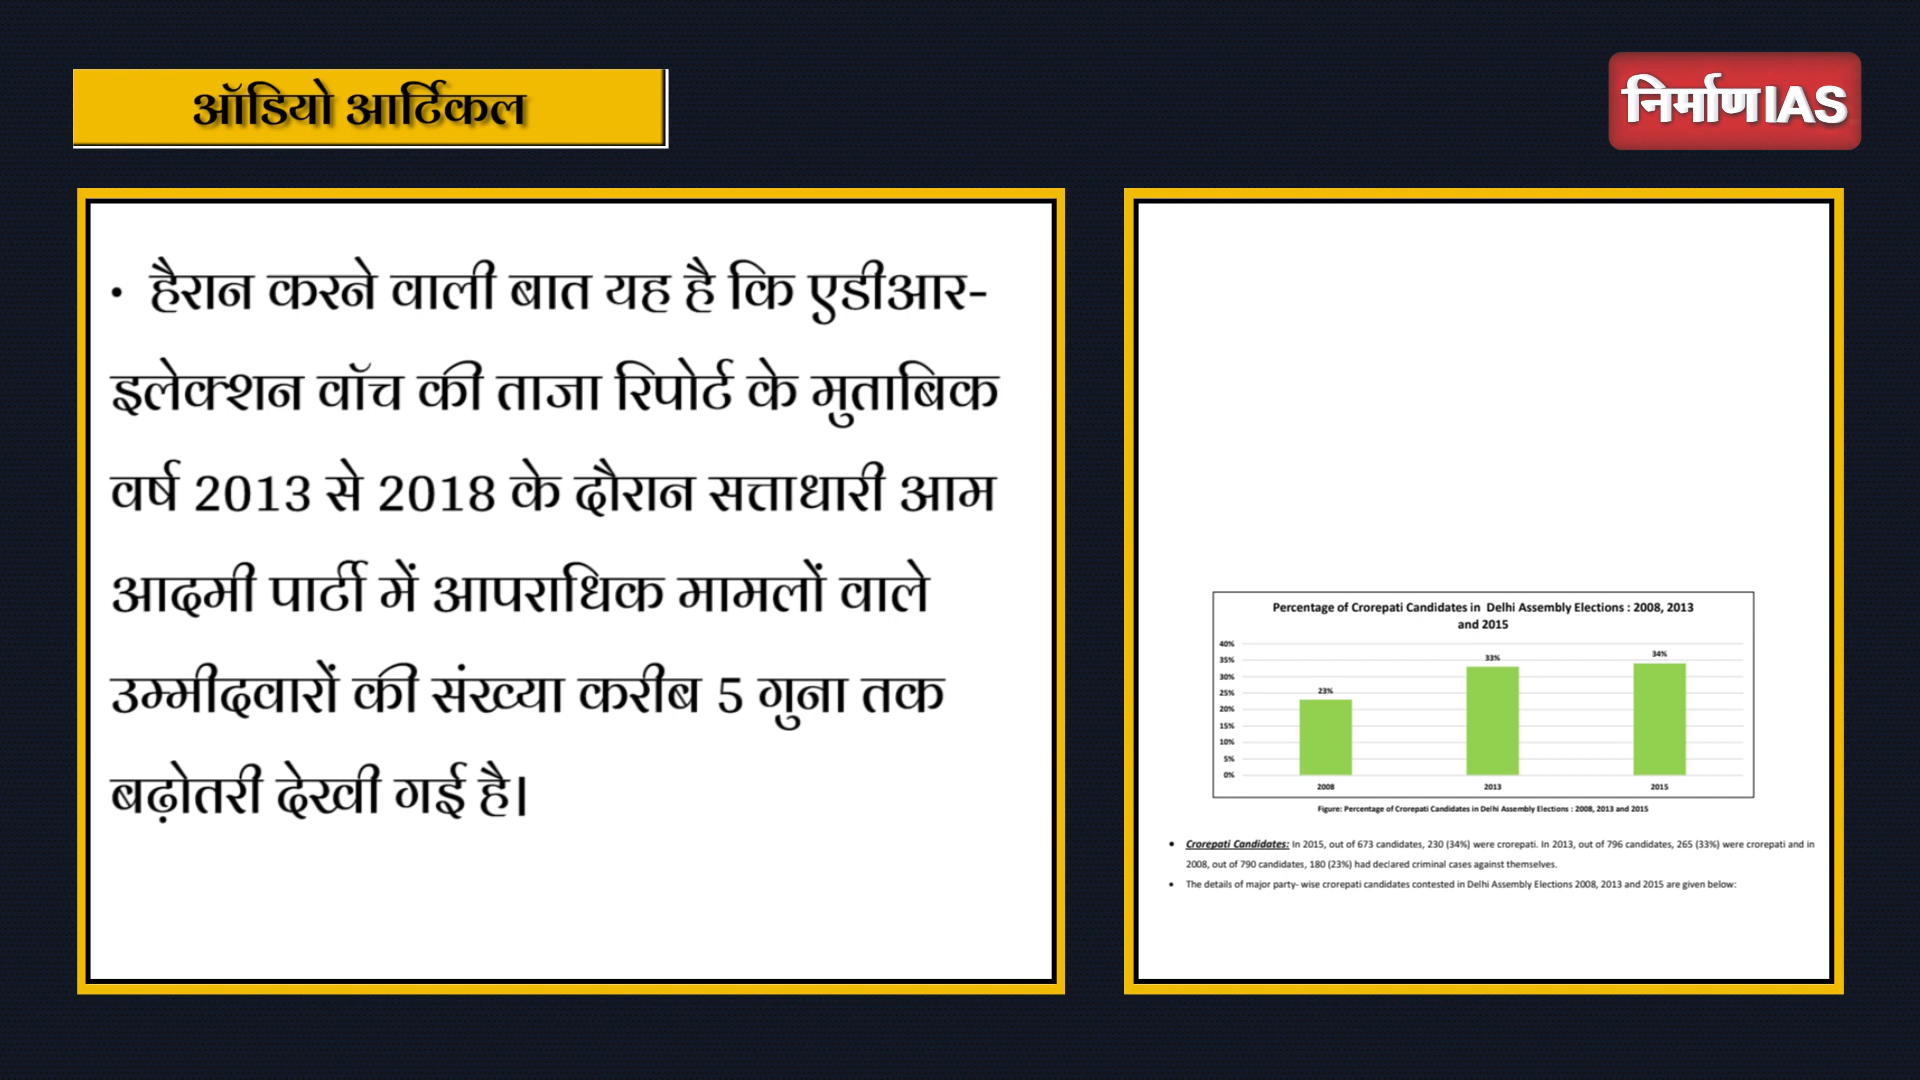 ऑडियो आर्टिकल
निर्माण IAS
• हैरान करने वाली बात यह है कि एडीआर-
इलेक्शन वॉच की ताजा रिपोर्ट के मुताबिक
वर्ष 2013 से 2018 के दौरान सत्ताधारी आम
आदमी पार्टी में आपराधिक मामलों वाले
उम्मीदवारों की संख्या करीब 5 गुना तक
बढ़ोतरी देखी गई है।
Percentage of Crorepati Candidates in Delhi Assembly Elections : 2008, 2013
and 2015
40%
35%
30%
25%
20%
15%
10%
5%
0%
23%
33%
34%
2008 2013 2015
Figure: Percentage of Crorepati Candidates in Delhi Assembly Elections : 2008, 2013 and 2015
• Crorepati Candidates: In 2015, out of 673 candidates, 230 (34%) were crorepati. In 2013, out of 796 candidates, 265 (33%) were crorepati and in
2008, out of 790 candidates, 180 (23%) had declared criminal cases against themselves.
• The details of major party- wise crorepati candidates contested in Delhi Assembly Elections 2008, 2013 and 2015 are given below: